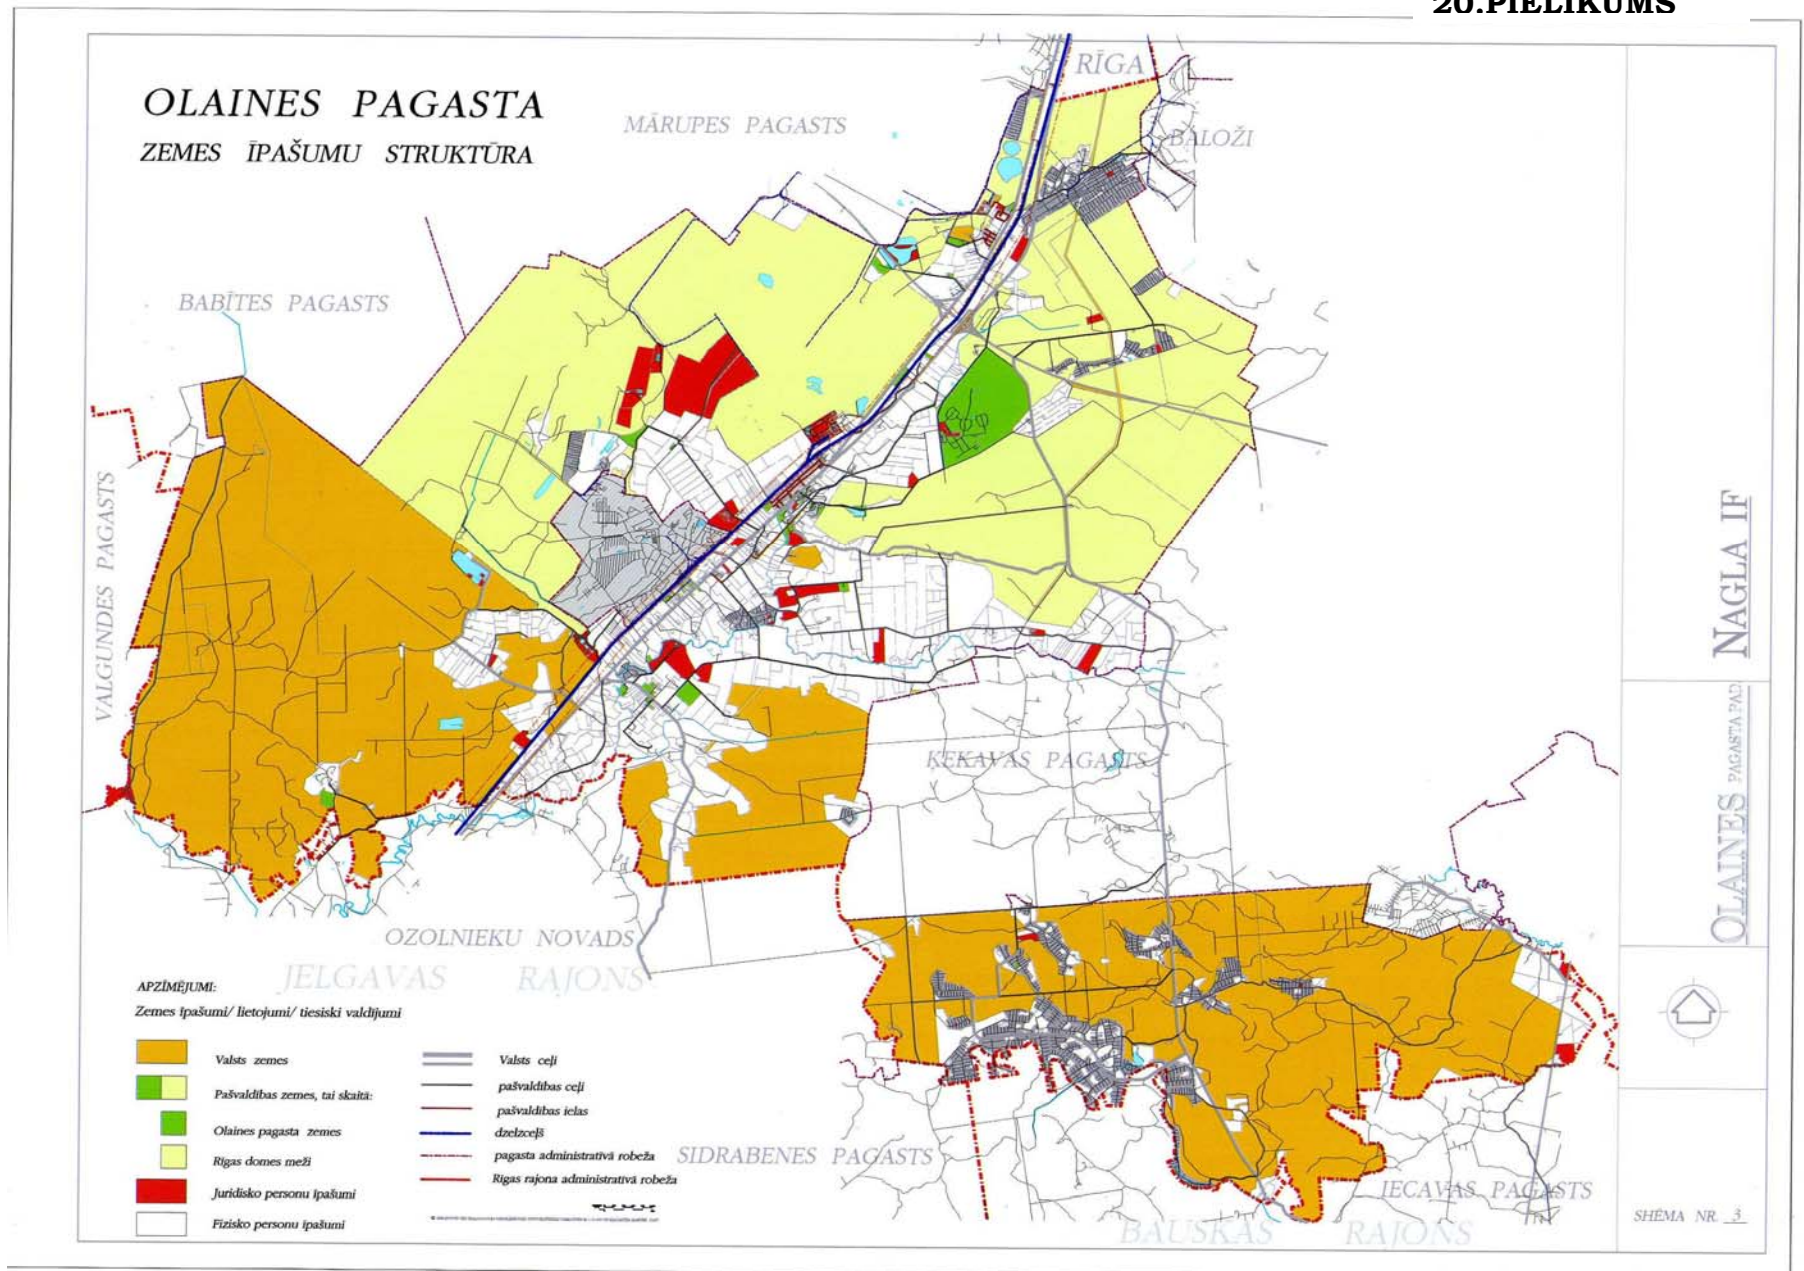 20.PIELIKUMS
OLAINES PAGASTA
ZEMES ĪPAŠUMU STRUKTŪRA
RĪGA
MĀRUPES PAGASTS
BALOŽI
BABĪTES PAGASTS
VALGUNDES PAGASTS
ĶEKAVAS PAGASTS
OZOLNIEKU NOVADS
JELGAVAS RAJONS
SIDRABENES PAGASTS
IECAVAS PAGASTS
BAUSKAS RAJONS
APZĪMĒJUMI:
Zemes īpašumi/ lietojumi/ tiesiski valdījumi
Valsts zemes
Pašvaldības zemes, tai skaitā:
Olaines pagasta zemes
Rīgas domes meži
Juridisko personu īpašumi
Fizisko personu īpašumi
Valsts ceļi
pašvaldības ceļi
pašvaldības ielas
dzelzceļš
pagasta administratīvā robeža
Rīgas rajona administratīvā robeža
NAGLA IF
OLAINES PAGASTA PAD.
SHĒMA NR. 3